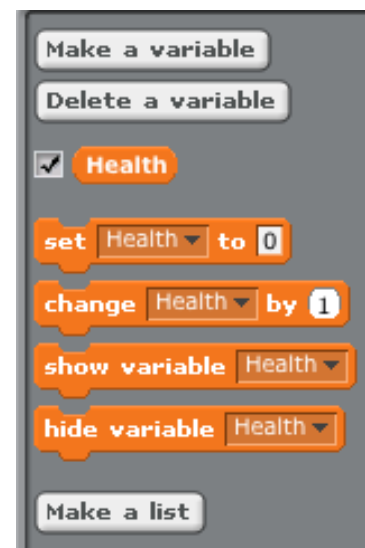 Make a variable
Delete a variable
Health
set Health to 0
change Health by 1
show variable Health
hide variable Health
Make a list